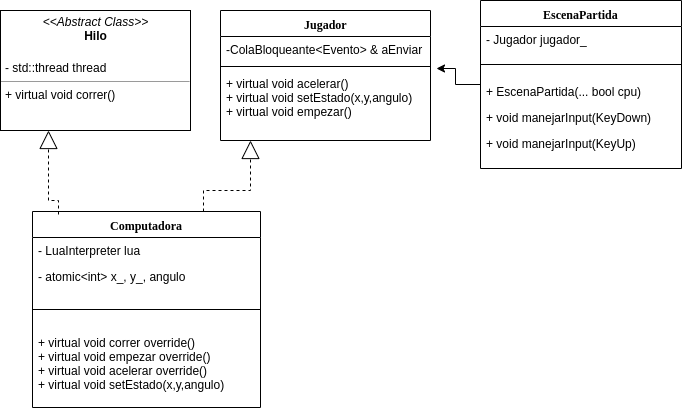 <<Abstract Class>>
Hilo
- std::thread thread
+ virtual void correr()
Jugador
-ColaBloqueante<Evento> & aEnviar
+ virtual void acelerar()
+ virtual void setEstado(x,y,angulo)
+ virtual void empezar()
EscenaPartida
- Jugador jugador_
+ EscenaPartida(... bool cpu)
+ void manejarInput(KeyDown)
+ void manejarInput(KeyUp)
Computadora
- LuaInterpreter lua
- atomic<int> x_, y_, angulo
+ virtual void correr override()
+ virtual void empezar override()
+ virtual void acelerar override()
+ virtual void setEstado(x,y,angulo)